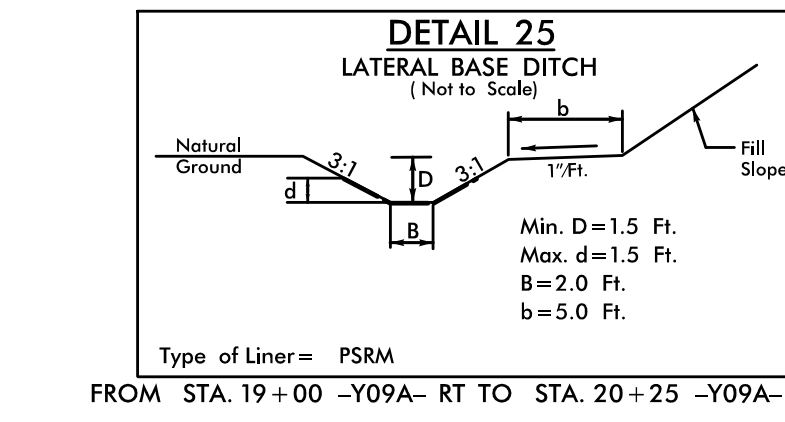 DETAIL 25
LATERAL BASE DITCH
( Not to Scale)
b
Natural
Ground
3:1
D
3:1
1"/Ft.
Fill
Slope
d
B
Min. D=1.5 Ft.
Max. d=1.5 Ft.
B=2.0 Ft.
b=5.0 Ft.
Type of Liner= PSRM
FROM STA. 19+00 -Y09A- RT TO STA. 20+25 -Y09A-